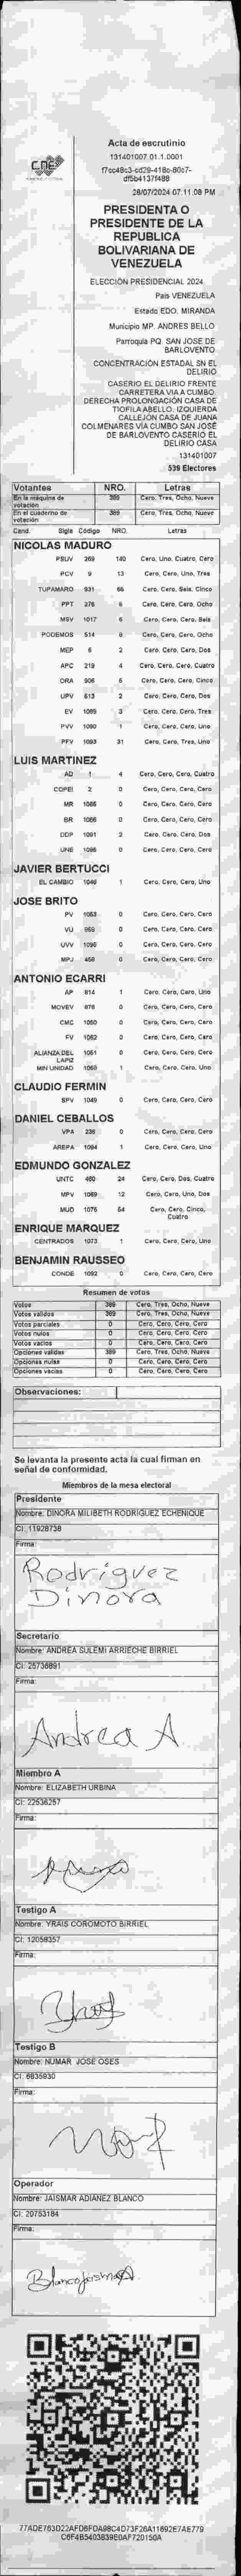 CNE
Acta de escrutinio
131401007.01.1.0001
f7cc48c3-cd29-418c-80c7-
df5b4137f488
28/07/2024 07:11:08 PM
PRESIDENTA O
PRESIDENTE DE LA
REPUBLICA
BOLIVARIANA DE
VENEZUELA
ELECCIÓN PRESIDENCIAL 2024
País VENEZUELA
Estado EDO. MIRANDA
Municipio MP. ANDRES BELLO
Parroquia PQ. SAN JOSE DE
BARLOVENTO
CONCENTRACIÓN ESTADAL SN EL
DELIRIO
CASERIO EL DELIRIO FRENTE
CARRETERA VIA A CUMBO.
DERECHA PROLONGACIÓN CASA DE
TIOFILA ABELLO. IZQUIERDA
CALLEJÓN CASA DE JUANA
COLMENARES VÍA CUMBO SAN JOSÉ
DE BARLOVENTO CASERIO EL
DELIRIO CASA
131401007
539 Electores
Votantes NRO. Letras
En la máquina de votación 389 Cero, Tres, Ocho, Nueve
En el cuaderno de votación 389 Cero, Tres, Ocho, Nueve
Cand. Sigla Código NRO. Letras
NICOLAS MADURO
PSUV 269 140 Cero, Uno, Cuatro, Cero
PCV 9 13 Cero, Cero, Uno, Tres
TUPAMARO 931 65 Cero, Cero, Seis, Cinco
PPT 276 8 Cero, Cero, Cero, Ocho
MSV 1017 6 Cero, Cero, Cero, Seis
PODEMOS 514 8 Cero, Cero, Cero, Ocho
MEP 6 2 Cero, Cero, Cero, Dos
APC 219 4 Cero, Cero, Cero, Cuatro
ORA 906 5 Cero, Cero, Cero, Cinco
UPV 613 2 Cero, Cero, Cero, Dos
EV 1089 3 Cero, Cero, Cero, Tres
PVV 1090 1 Cero, Cero, Cero, Uno
PFV 1093 31 Cero, Cero, Tres, Uno
LUIS MARTINEZ
AD 1 4 Cero, Cero, Cero, Cuatro
COPEI 2 0 Cero, Cero, Cero, Cero
MR 0 Cero, Cero, Cero, Cero
BR 1066 0 Cero, Cero, Cero, Cero
DDP 1091 2 Cero, Cero, Cero, Dos
UNE 0 Cero, Cero, Cero, Cero
JAVIER BERTUCCI
EL CAMBIO 1 Cero, Cero, Cero, Uno
JOSE BRITO
PV 1053 0 Cero, Cero, Cero, Cero
VU 0 Cero, Cero, Cero, Cero
UVV 0 Cero, Cero, Cero, Cero
MPJ 0 Cero, Cero, Cero, Cero
ANTONIO ECARRI
AP 814 1 Cero, Cero, Cero, Uno
MOVEV 978 0 Cero, Cero, Cero, Cero
CMC 1050 0 Cero, Cero, Cero, Cero
FV 1052 0 Cero, Cero, Cero, Cero
ALIANZA DEL LAPIZ 1051 0 Cero, Cero, Cero, Cero
MIN UNIDAD 1 Cero, Cero, Cero, Uno
CLAUDIO FERMIN
SPV 1049 0 Cero, Cero, Cero, Cero
DANIEL CEBALLOS
VPA 236 0 Cero, Cero, Cero, Cero
AREPA 1094 1 Cero, Cero, Cero, Uno
EDMUNDO GONZALEZ
UNTC 24 Cero, Cero, Dos, Cuatro
MPV 1069 12 Cero, Cero, Uno, Dos
MUD 1075 54 Cero, Cero, Cinco, Cuatro
ENRIQUE MARQUEZ
CENTRADOS 1073 1 Cero, Cero, Cero, Uno
BENJAMIN RAUSSEO
CONDE 1092 0 Cero, Cero, Cero, Cero
Resumen de votos
Votos 389 Cero, Tres, Ocho, Nueve
Votos validos 389 Cero, Tres, Ocho, Nueve
Votos parciales 0 Cero, Cero, Cero, Cero
Votos nulos 0 Cero, Cero, Cero, Cero
Votos vacíos 0 Cero, Cero, Cero, Cero
Opciones validas 389 Cero, Tres, Ocho, Nueve
Opciones nulas 0 Cero, Cero, Cero, Cero
Opciones vacias 0 Cero, Cero, Cero, Cero
Observaciones:
Se levanta la presente acta la cual firman en
señal de conformidad.
Miembros de la mesa electoral
Presidente
Nombre: DINORA MILIBETH RODRIGUEZ ECHENIQUE
CI: 11928738
Firma:
Rodríguez
Dinora
Secretario
Nombre: ANDREA SULEMI ARRIECHE BIRRIEL
CI: 25736891
Firma:
Andrea A.
Miembro A
Nombre: ELIZABETH URBINA
CI: 22536257
Firma:
Testigo A
Nombre: YRAIS COROMOTO BIRRIEL
CI: 12059357
Firma:
Testigo B
Nombre: NUMAR JOSE OSES
CI: 6835930
Firma:
Operador
Nombre: JAISMAR ADIANEZ BLANCO
CI: 20753184
Firma:
Blanco Jaismar
77ADE763D22AFD6FDA98C4D73F26A11692E7AE779
C6F4B5403B39E0AF720150A